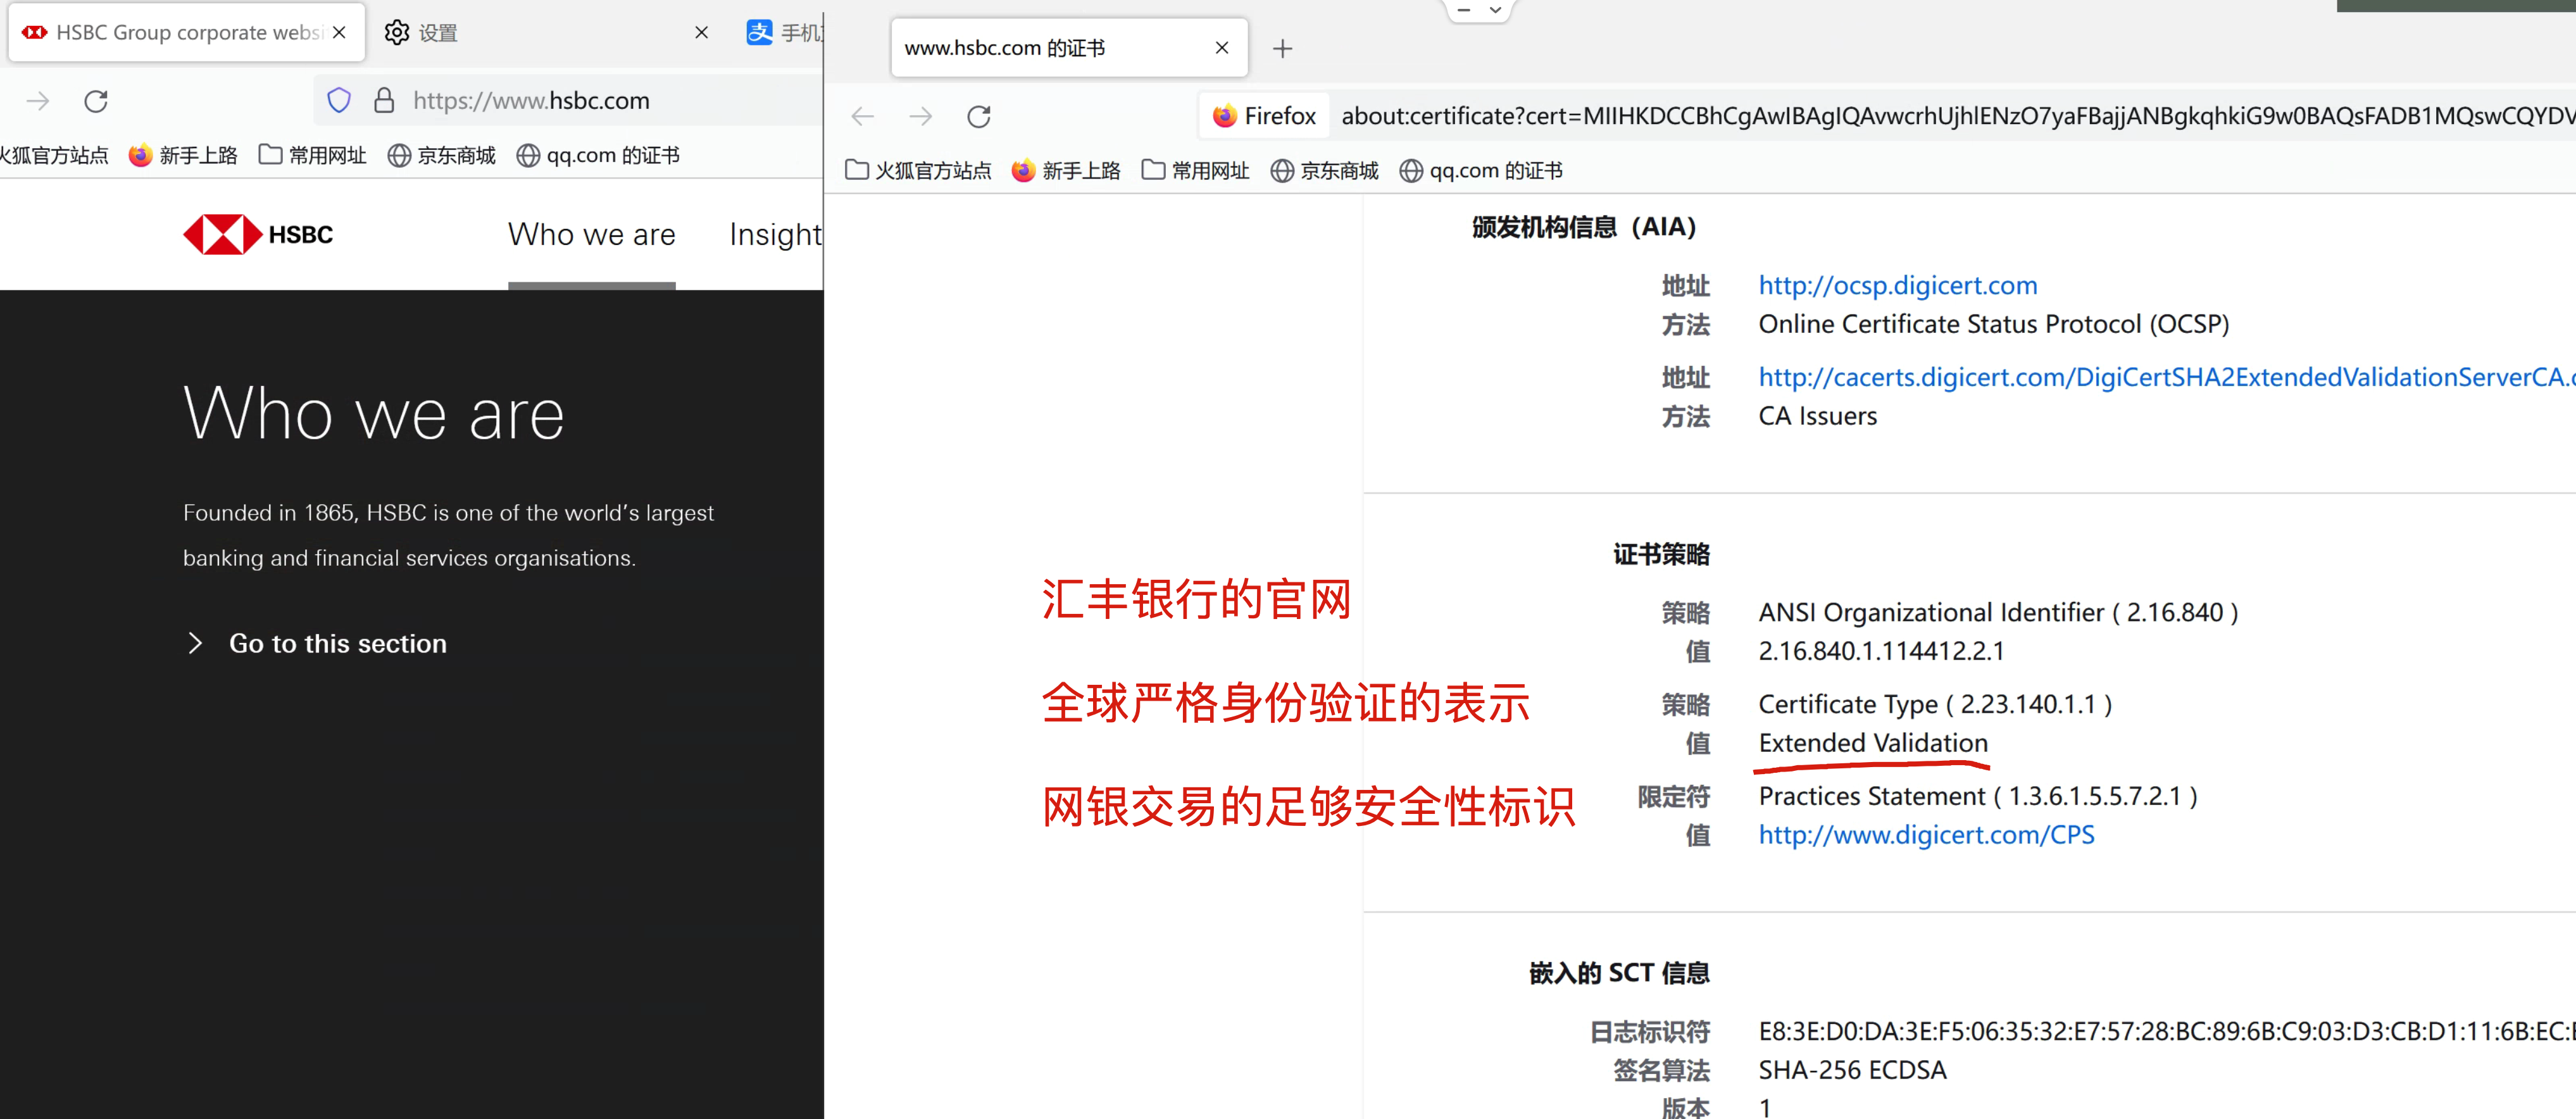 HSBC Group corporate websi
设置
手机
https://www.hsbc.com
火狐官方站点 新手上路 常用网址 京东商城 qq.com 的证书
HSBC
Who we are
Insight
Who we are
Founded in 1865, HSBC is one of the world's largest
banking and financial services organisations.
Go to this section
www.hsbc.com 的证书
Firefox about:certificate?cert=MIIHKDCCBhCgAwIBAgIQAvwcrhUjhlENzO7yaFBajjANBgkqhkiG9w0BAQsFADB1MQswCQYDV
火狐官方站点 新手上路 常用网址 京东商城 qq.com 的证书
颁发机构信息（AIA）
地址 http://ocsp.digicert.com
方法 Online Certificate Status Protocol (OCSP)
地址 http://cacerts.digicert.com/DigiCertSHA2ExtendedValidationServerCA.c
方法 CA Issuers
证书策略
策略 ANSI Organizational Identifier ( 2.16.840 )
值 2.16.840.1.114412.2.1
策略 Certificate Type ( 2.23.140.1.1 )
值 Extended Validation
限定符 Practices Statement ( 1.3.6.1.5.5.7.2.1 )
值 http://www.digicert.com/CPS
汇丰银行的官网
全球严格身份验证的表示
网银交易的足够安全性标识
嵌入的 SCT 信息
日志标识符 E8:3E:D0:DA:3E:F5:06:35:32:E7:57:28:BC:89:6B:C9:03:D3:CB:D1:11:6B:EC:E
签名算法 SHA-256 ECDSA
版本 1